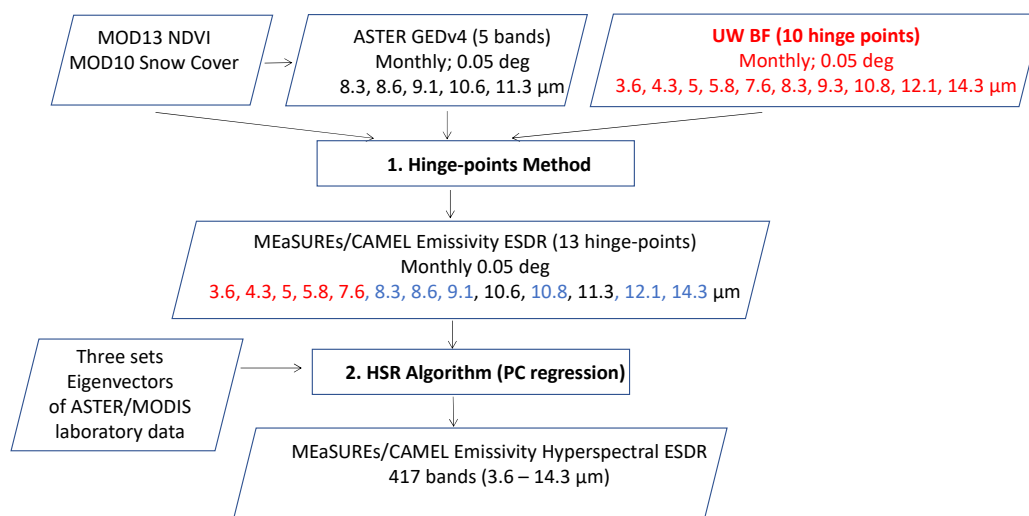 MOD13 NDVI
MOD10 Snow Cover
ASTER GEDv4 (5 bands)
Monthly; 0.05 deg
8.3, 8.6, 9.1, 10.6, 11.3 µm
UW BF (10 hinge points)
Monthly; 0.05 deg
3.6, 4.3, 5, 5.8, 7.6, 8.3, 9.3, 10.8, 12.1, 14.3 µm
1. Hinge-points Method
MEaSUREs/CAMEL Emissivity ESDR (13 hinge-points)
Monthly 0.05 deg
3.6, 4.3, 5, 5.8, 7.6, 8.3, 8.6, 9.1, 10.6, 10.8, 11.3, 12.1, 14.3 µm
Three sets
Eigenvectors
of ASTER/MODIS
laboratory data
2. HSR Algorithm (PC regression)
MEaSUREs/CAMEL Emissivity Hyperspectral ESDR
417 bands (3.6 – 14.3 µm)